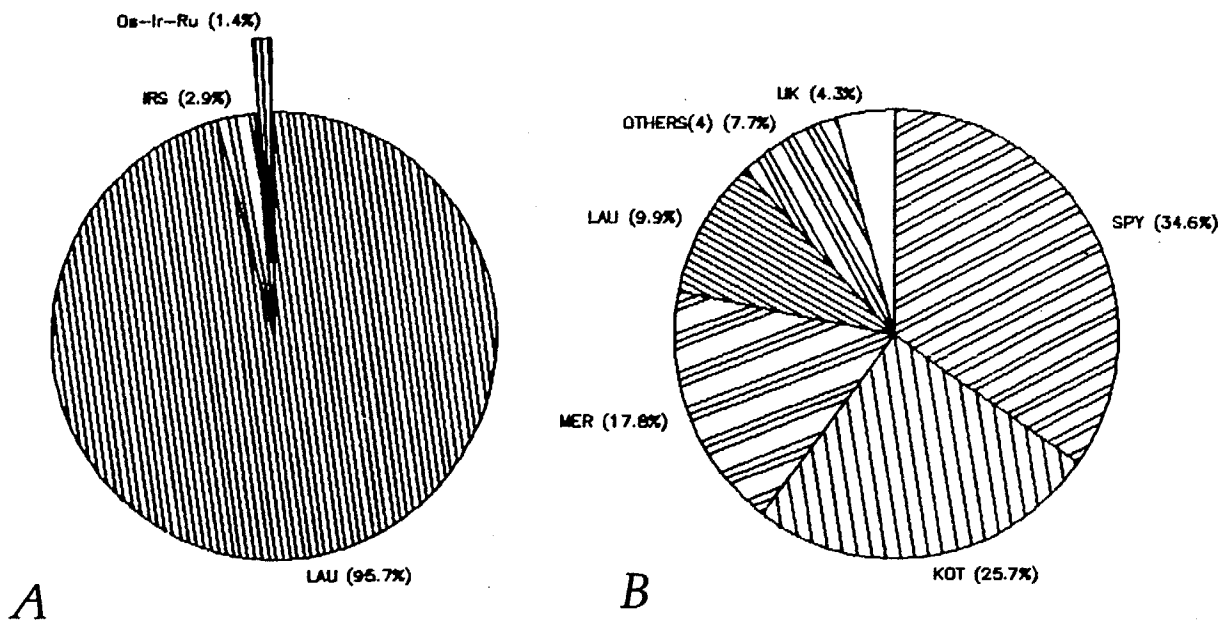 Os-Ir-Ru (1.4%)
IRS (2.9%)
LAU (95.7%)
A
UK (4.3%)
OTHERS(4) (7.7%)
LAU (9.9%)
SPY (34.6%)
MER (17.8%)
KOT (25.7%)
B